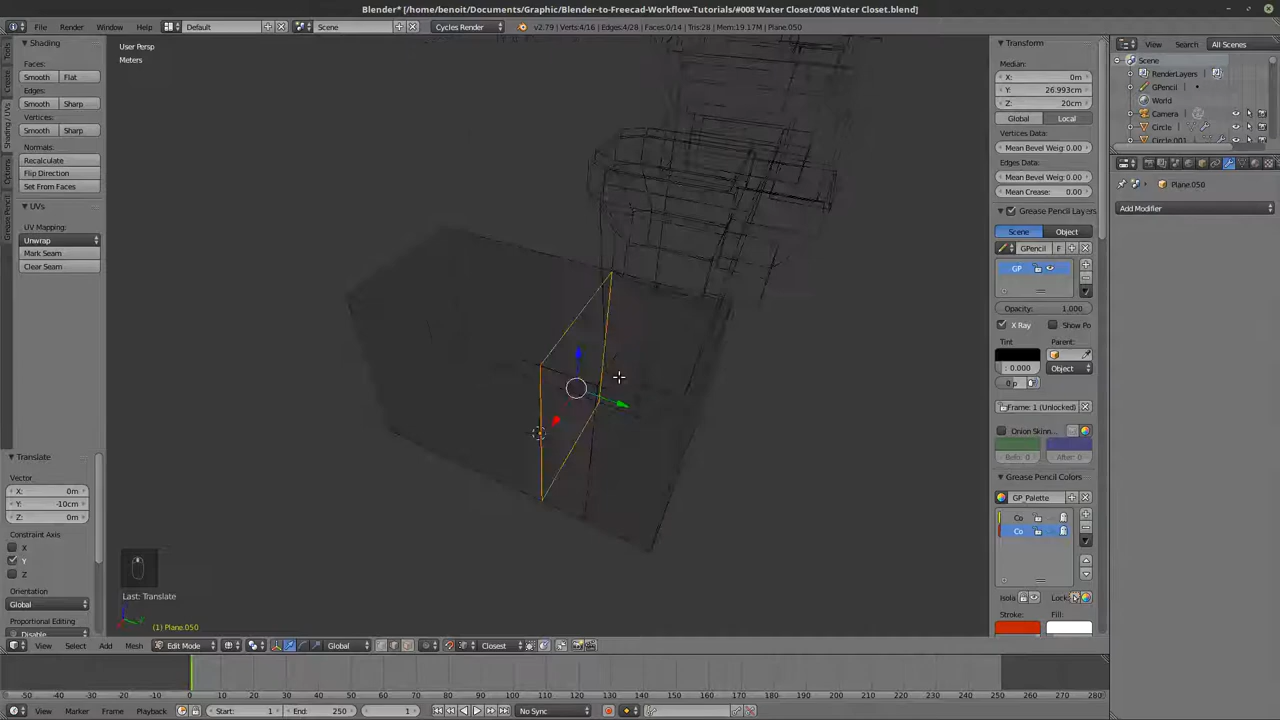 Blender* [/home/benoit/Documents/Graphic/Blender-to-Freecad-Workflow-Tutorials/#008 Water Closet/008 Water Closet.blend]
File Render Window Help Default Scene Cycles Render v2.79 | Verts:4/16 | Edges:4/28 | Faces:0/14 | Tris:28 | Mem:19.17M | Plane.050
View Search All Scenes
Shading
Faces:
Smooth Flat
Edges:
Smooth Sharp
Vertices:
Smooth Sharp
Normals:
Recalculate
Flip Direction
Set From Faces
UVs
UV Mapping:
Unwrap
Mark Seam
Clear Seam
Tools
Create
Shading / UVs
Options
Grease Pencil
Translate
Vector
X: 0m
Y: -10cm
Z: 0m
Constraint Axis
X
Y
Z
Orientation
Global
Proportional Editing
Disable
User Persp
Meters
Last: Translate
(1) Plane.050
Transform
Median:
X: 0m
Y: 26.993cm
Z: 20cm
Global Local
Vertices Data:
Mean Bevel Weig: 0.00
Edges Data:
Mean Bevel Weig: 0.00
Mean Crease: 0.00
Grease Pencil Layers
Scene Object
GPencil F
GP
Opacity: 1.000
X Ray Show Po
Tint Parent:
: 0.000 Object
0 p
Frame: 1 (Unlocked)
Onion Skinn...
Befo: 0 After: 0
Grease Pencil Colors
GP_Palette
Co
Co
Isola Lock:
Stroke: Fill:
Scene
RenderLayers
GPencil
World
Camera
Circle
Circle.001
Plane.050
Add Modifier
View Select Add Mesh Edit Mode Global Closest
-50 -40 -30 -20 -10 0 10 20 30 40 50 60 70 80 90 100 110 120 130 140 150 160 170 180 190 200 210 220 230 240 250 260 270 280
View Marker Frame Playback Start: 1 End: 250 1 No Sync